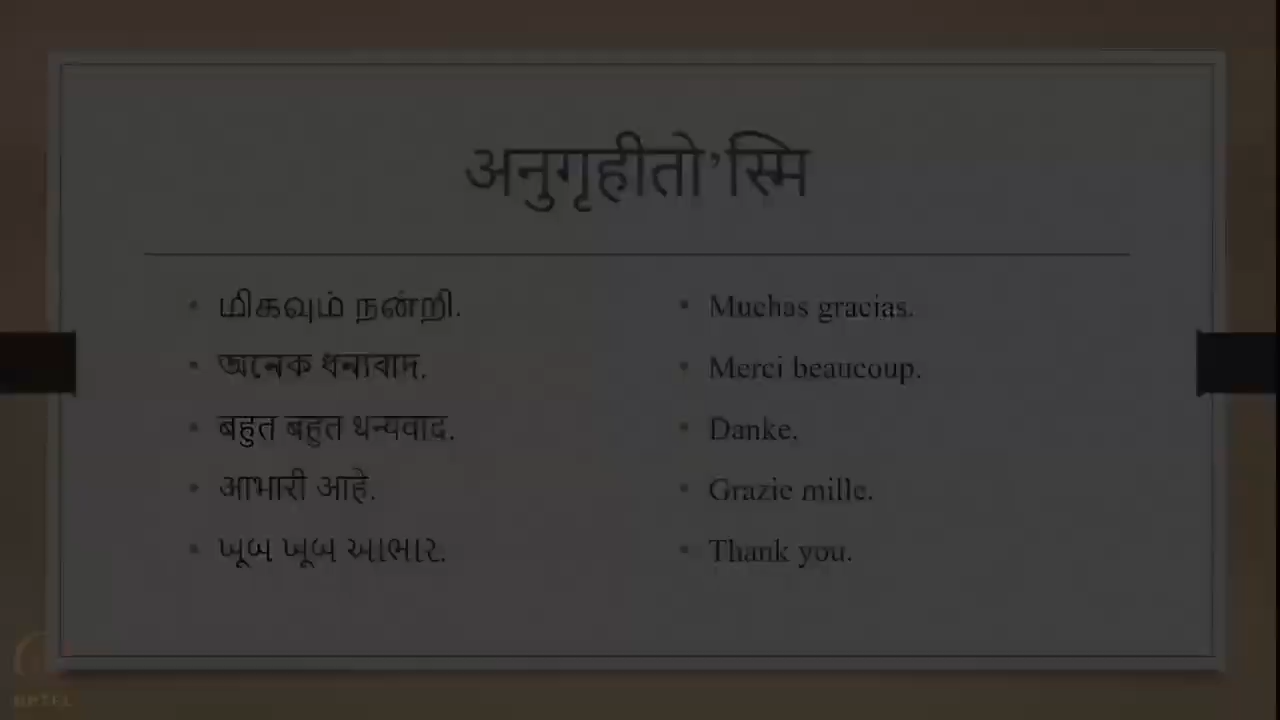 अनुगृहीतो’स्मि
மிகவும் நன்றி.
অনেক ধন্যবাদ.
बहुत बहुत धन्यवाद.
आभारी आहे.
ખૂબ ખૂબ આભાર.
Muchas gracias.
Merci beaucoup.
Danke.
Grazie mille.
Thank you.
NPTEL